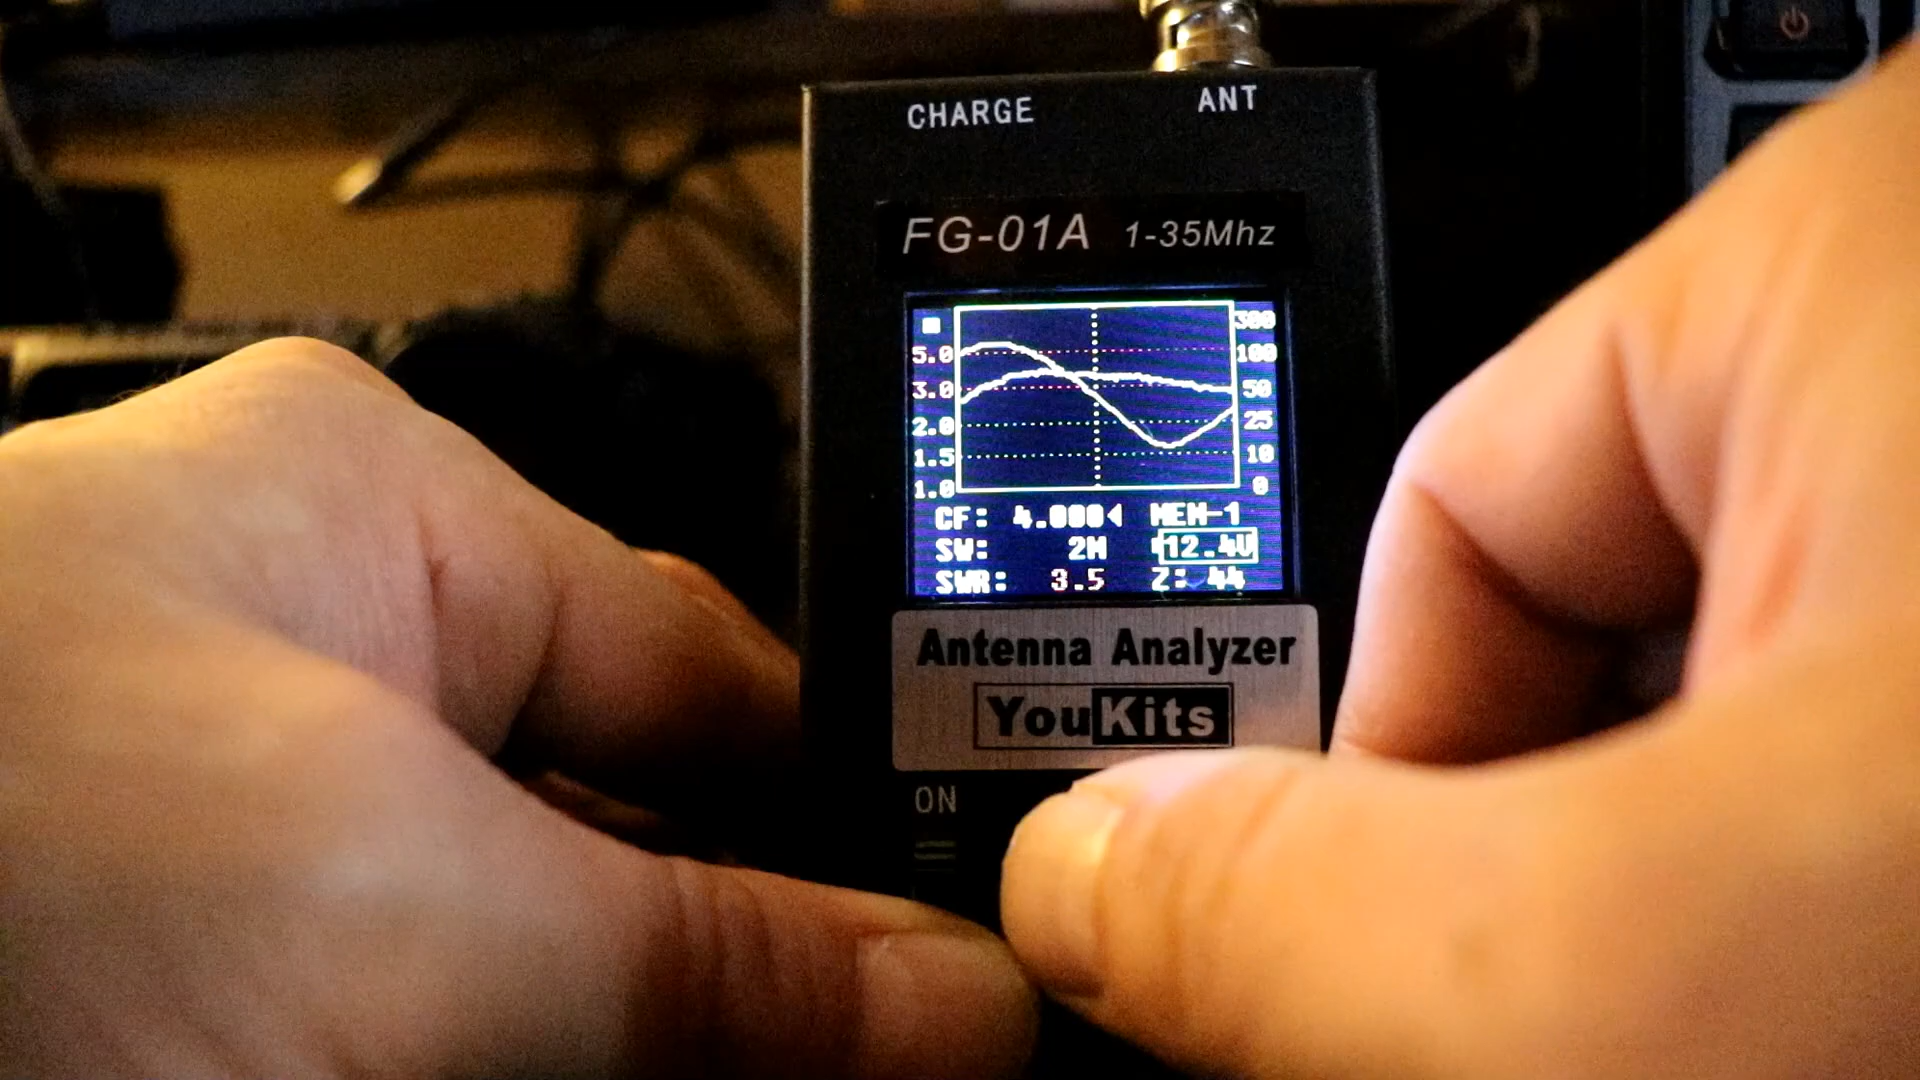 CHARGE ANT
FG-01A 1-35Mhz
300
5.0 100
3.0 50
2.0 25
1.5 10
1.0 0
CF: 4.000◀ MEM-1
SW: 2M 12.4V
SWR: 3.5 Z: 44
Antenna Analyzer
YouKits
ON